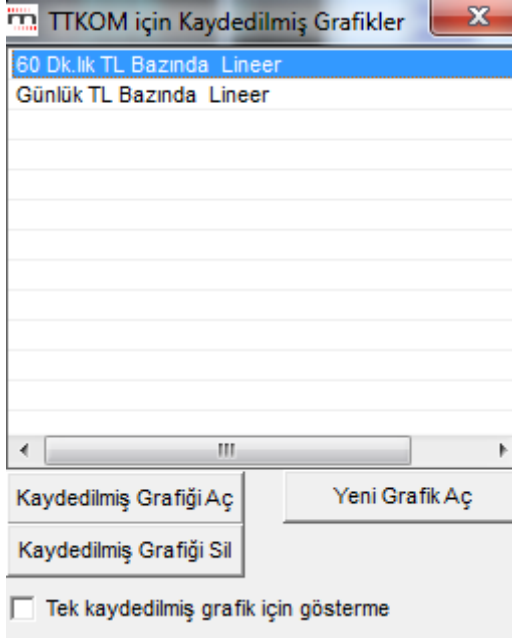 TTKOM için Kaydedilmiş Grafikler
60 Dk.lık TL Bazında  Lineer
Günlük TL Bazında  Lineer
Kaydedilmiş Grafiği Aç
Yeni Grafik Aç
Kaydedilmiş Grafiği Sil
Tek kaydedilmiş grafik için gösterme